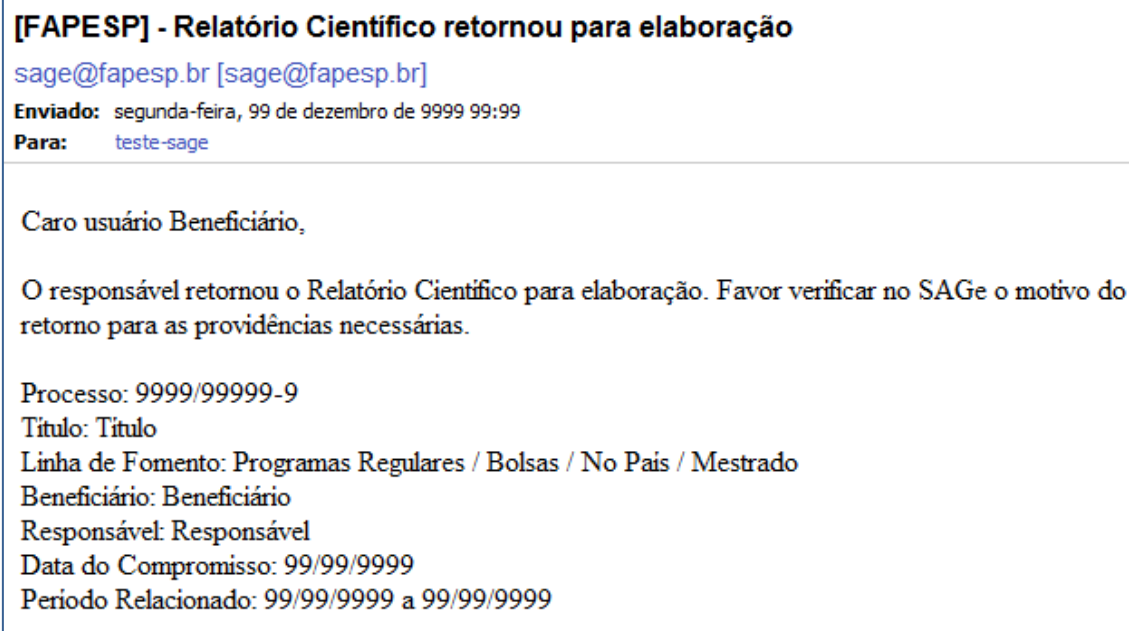 [FAPESP] - Relatório Científico retornou para elaboração
sage@fapesp.br [sage@fapesp.br]
Enviado: segunda-feira, 99 de dezembro de 9999 99:99
Para: teste-sage
Caro usuário Beneficiário,
O responsável retornou o Relatório Científico para elaboração. Favor verificar no SAGe o motivo do
retorno para as providências necessárias.
Processo: 9999/99999-9
Título: Título
Linha de Fomento: Programas Regulares / Bolsas / No País / Mestrado
Beneficiário: Beneficiário
Responsável: Responsável
Data do Compromisso: 99/99/9999
Período Relacionado: 99/99/9999 a 99/99/9999